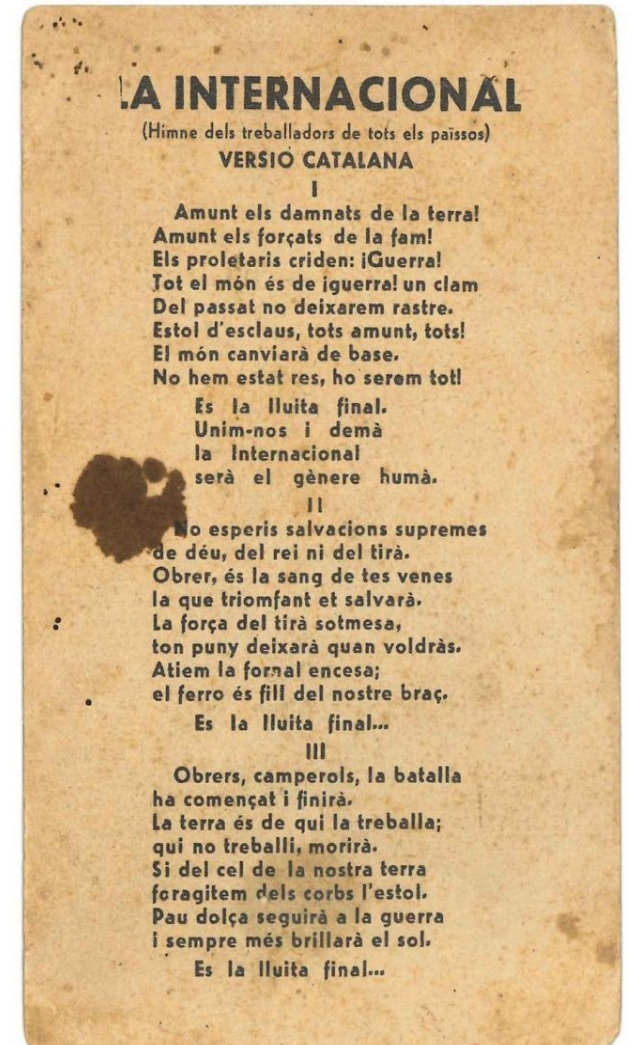 LA INTERNACIONAL
(Himne dels treballadors de tots els païssos)
VERSIÓ CATALANA
I
Amunt els damnats de la terra!
Amunt els forçats de la fam!
Els proletaris criden: ¡Guerra!
Tot el món és de ¡guerra! un clam
Del passat no deixarem rastre.
Estol d'esclaus, tots amunt, tots!
El món canviarà de base.
No hem estat res, ho serem tot!
Es la lluita final.
Unim-nos i demà
la Internacional
serà el gènere humà.
II
No esperis salvacions supremes
de déu, del rei ni del tirà.
Obrer, és la sang de tes venes
la que triomfant et salvarà.
La força del tirà sotmesa,
ton puny deixarà quan voldràs.
Atiem la fornal encesa;
el ferro és fill del nostre braç.
Es la lluita final...
III
Obrers, camperols, la batalla
ha començat i finirà.
La terra és de qui la treballa;
qui no treballi, morirà.
Si del cel de la nostra terra
foragitem dels corbs l'estol.
Pau dolça seguirà a la guerra
i sempre més brillarà el sol.
Es la lluita final...